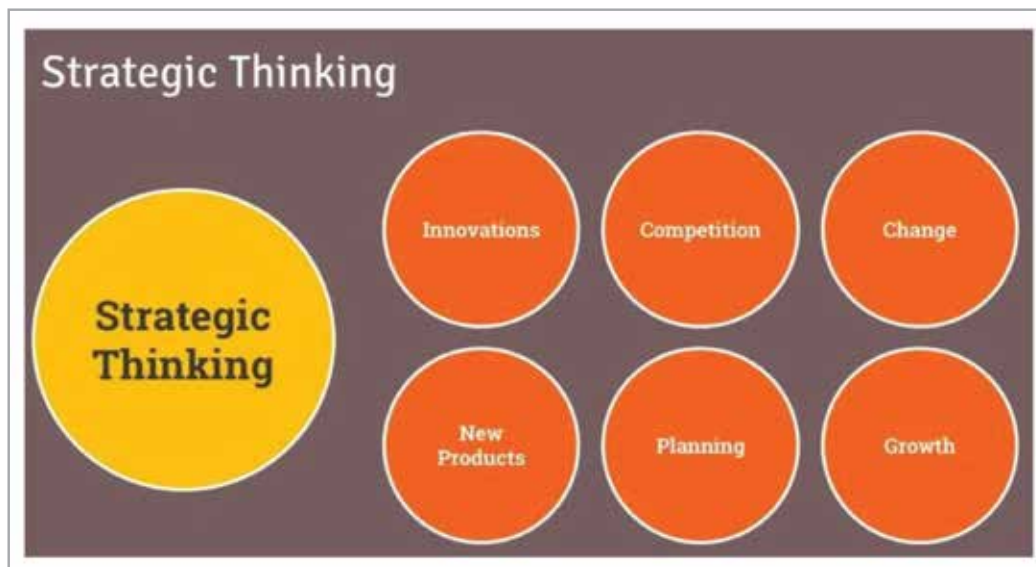 Strategic Thinking
Strategic
Thinking
Innovations
Competition
Change
New
Products
Planning
Growth